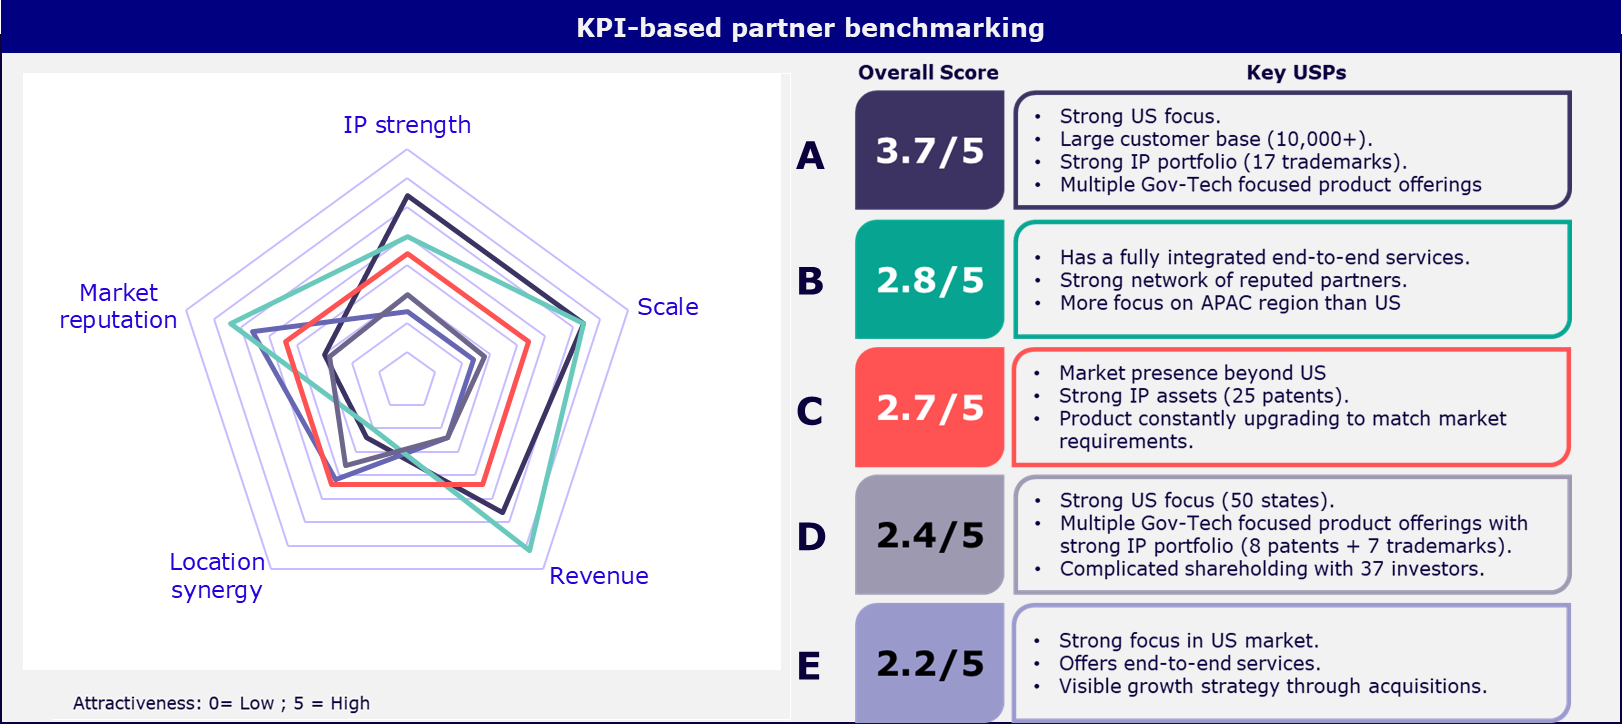 KPI-based partner benchmarking
IP strength
Scale
Revenue
Location
synergy
Market
reputation
Attractiveness: 0= Low ; 5 = High
Overall Score
Key USPs
A
3.7/5
• Strong US focus.
• Large customer base (10,000+).
• Strong IP portfolio (17 trademarks).
• Multiple Gov-Tech focused product offerings
B
2.8/5
• Has a fully integrated end-to-end services.
• Strong network of reputed partners.
• More focus on APAC region than US
C
2.7/5
• Market presence beyond US
• Strong IP assets (25 patents).
• Product constantly upgrading to match market
requirements.
D
2.4/5
• Strong US focus (50 states).
• Multiple Gov-Tech focused product offerings with
strong IP portfolio (8 patents + 7 trademarks).
• Complicated shareholding with 37 investors.
E
2.2/5
• Strong focus in US market.
• Offers end-to-end services.
• Visible growth strategy through acquisitions.